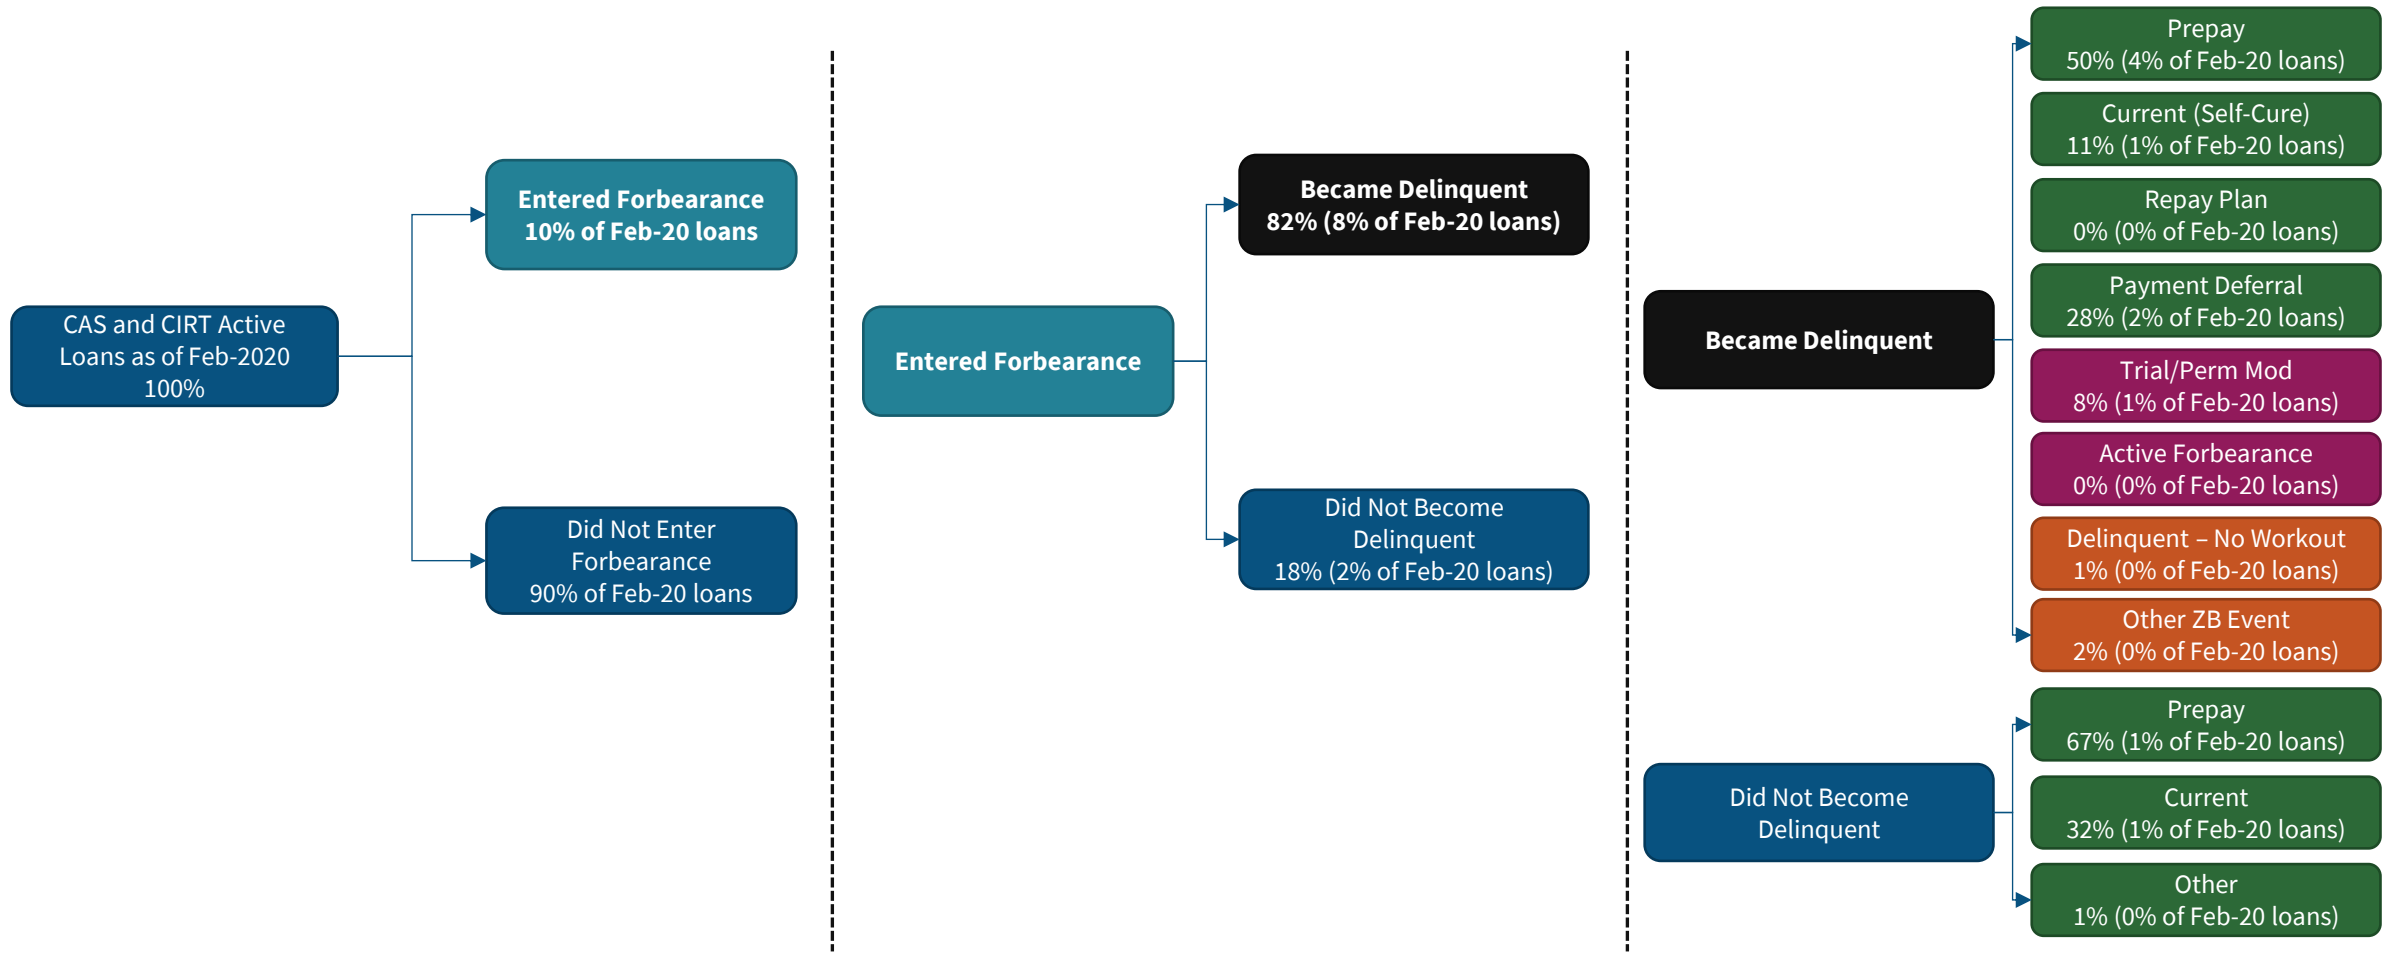 CAS and CIRT Active
Loans as of Feb-2020
100%
Entered Forbearance
10% of Feb-20 loans
Did Not Enter
Forbearance
90% of Feb-20 loans
Entered Forbearance
Became Delinquent
82% (8% of Feb-20 loans)
Did Not Become
Delinquent
18% (2% of Feb-20 loans)
Became Delinquent
Prepay
50% (4% of Feb-20 loans)
Current (Self-Cure)
11% (1% of Feb-20 loans)
Repay Plan
0% (0% of Feb-20 loans)
Payment Deferral
28% (2% of Feb-20 loans)
Trial/Perm Mod
8% (1% of Feb-20 loans)
Active Forbearance
0% (0% of Feb-20 loans)
Delinquent – No Workout
1% (0% of Feb-20 loans)
Other ZB Event
2% (0% of Feb-20 loans)
Did Not Become
Delinquent
Prepay
67% (1% of Feb-20 loans)
Current
32% (1% of Feb-20 loans)
Other
1% (0% of Feb-20 loans)